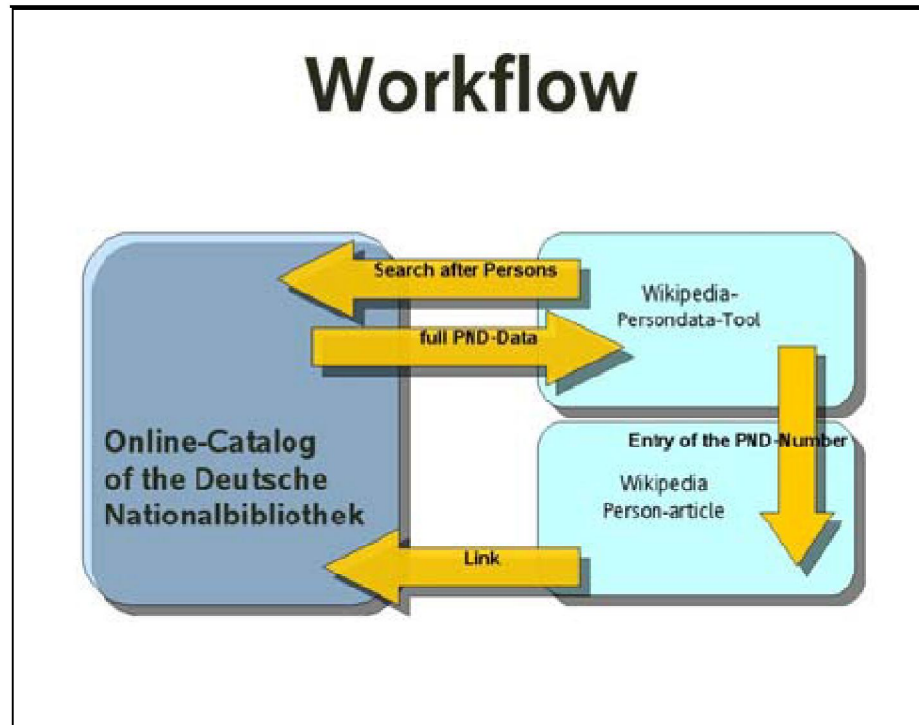 Workflow
Search after Persons
full PND-Data
Wikipedia-
Persondata-Tool
Online-Catalog
of the Deutsche
Nationalbibliothek
Entry of the PND-Number
Wikipedia
Person-article
Link